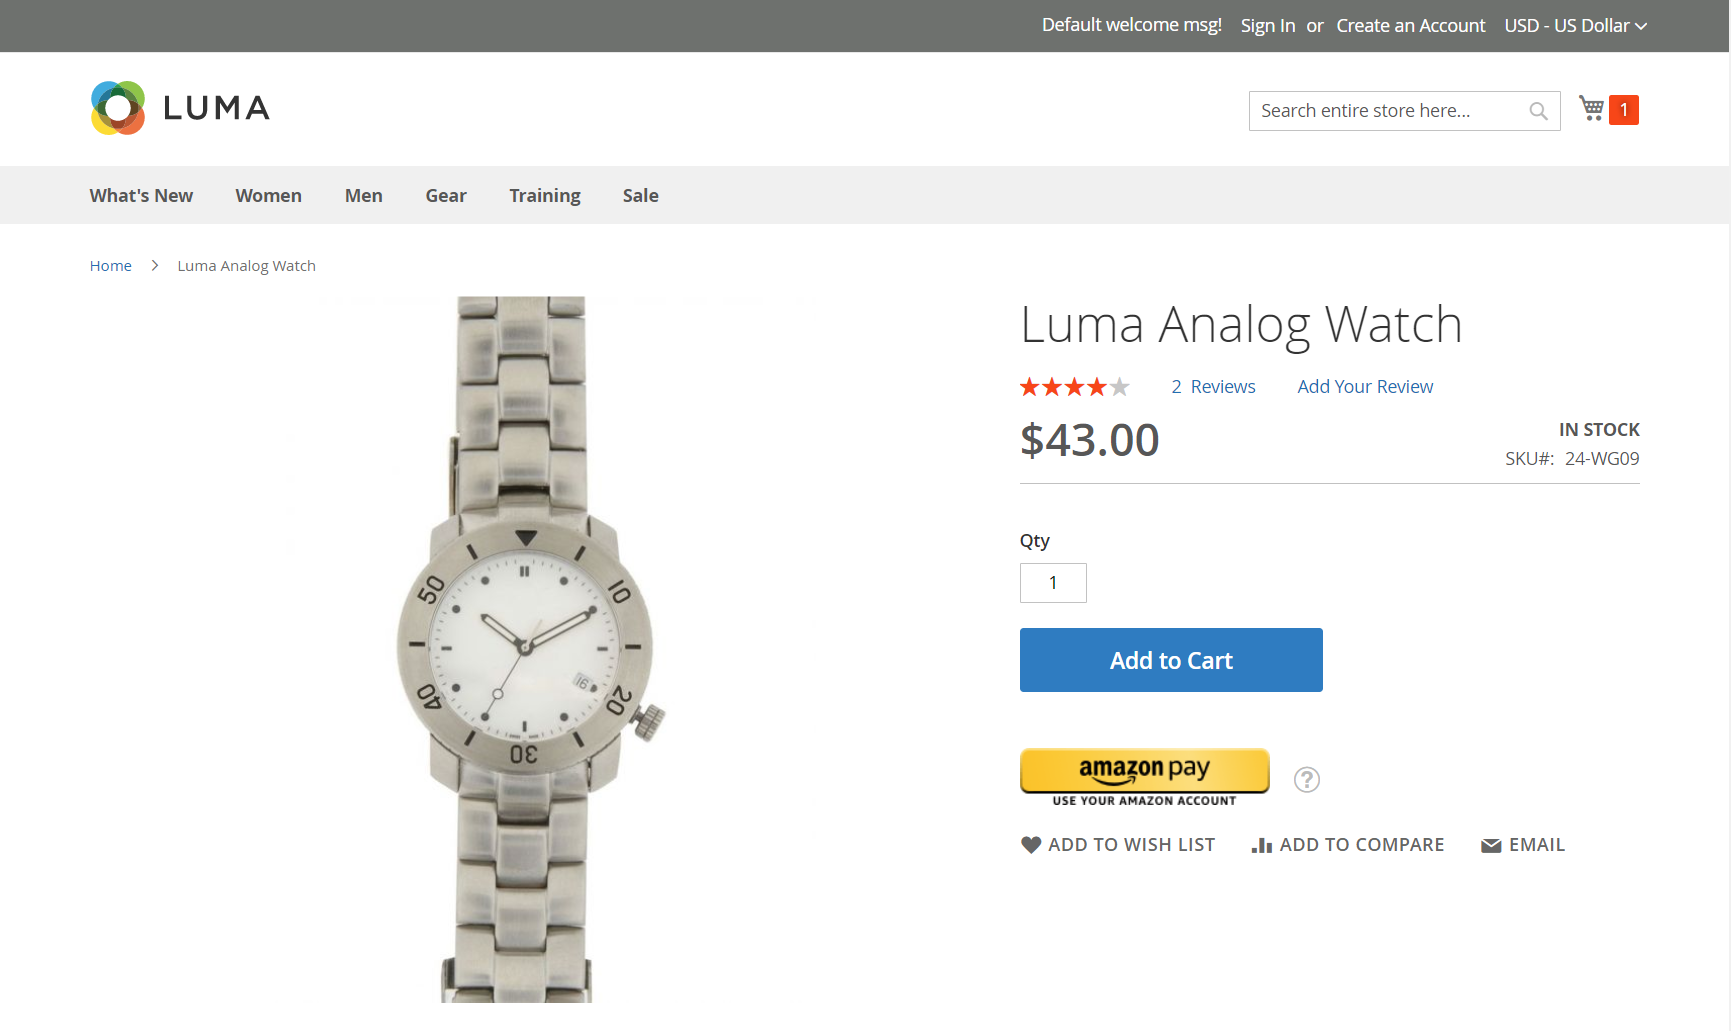 Default welcome msg! Sign In or Create an Account USD - US Dollar
LUMA
Search entire store here... 1
What's New Women Men Gear Training Sale
Home Luma Analog Watch
Luma Analog Watch
2 Reviews Add Your Review
$43.00
IN STOCK
SKU#: 24-WG09
Qty
1
Add to Cart
amazon pay
USE YOUR AMAZON ACCOUNT
?
ADD TO WISH LIST ADD TO COMPARE EMAIL
50 10
16
40 20
30